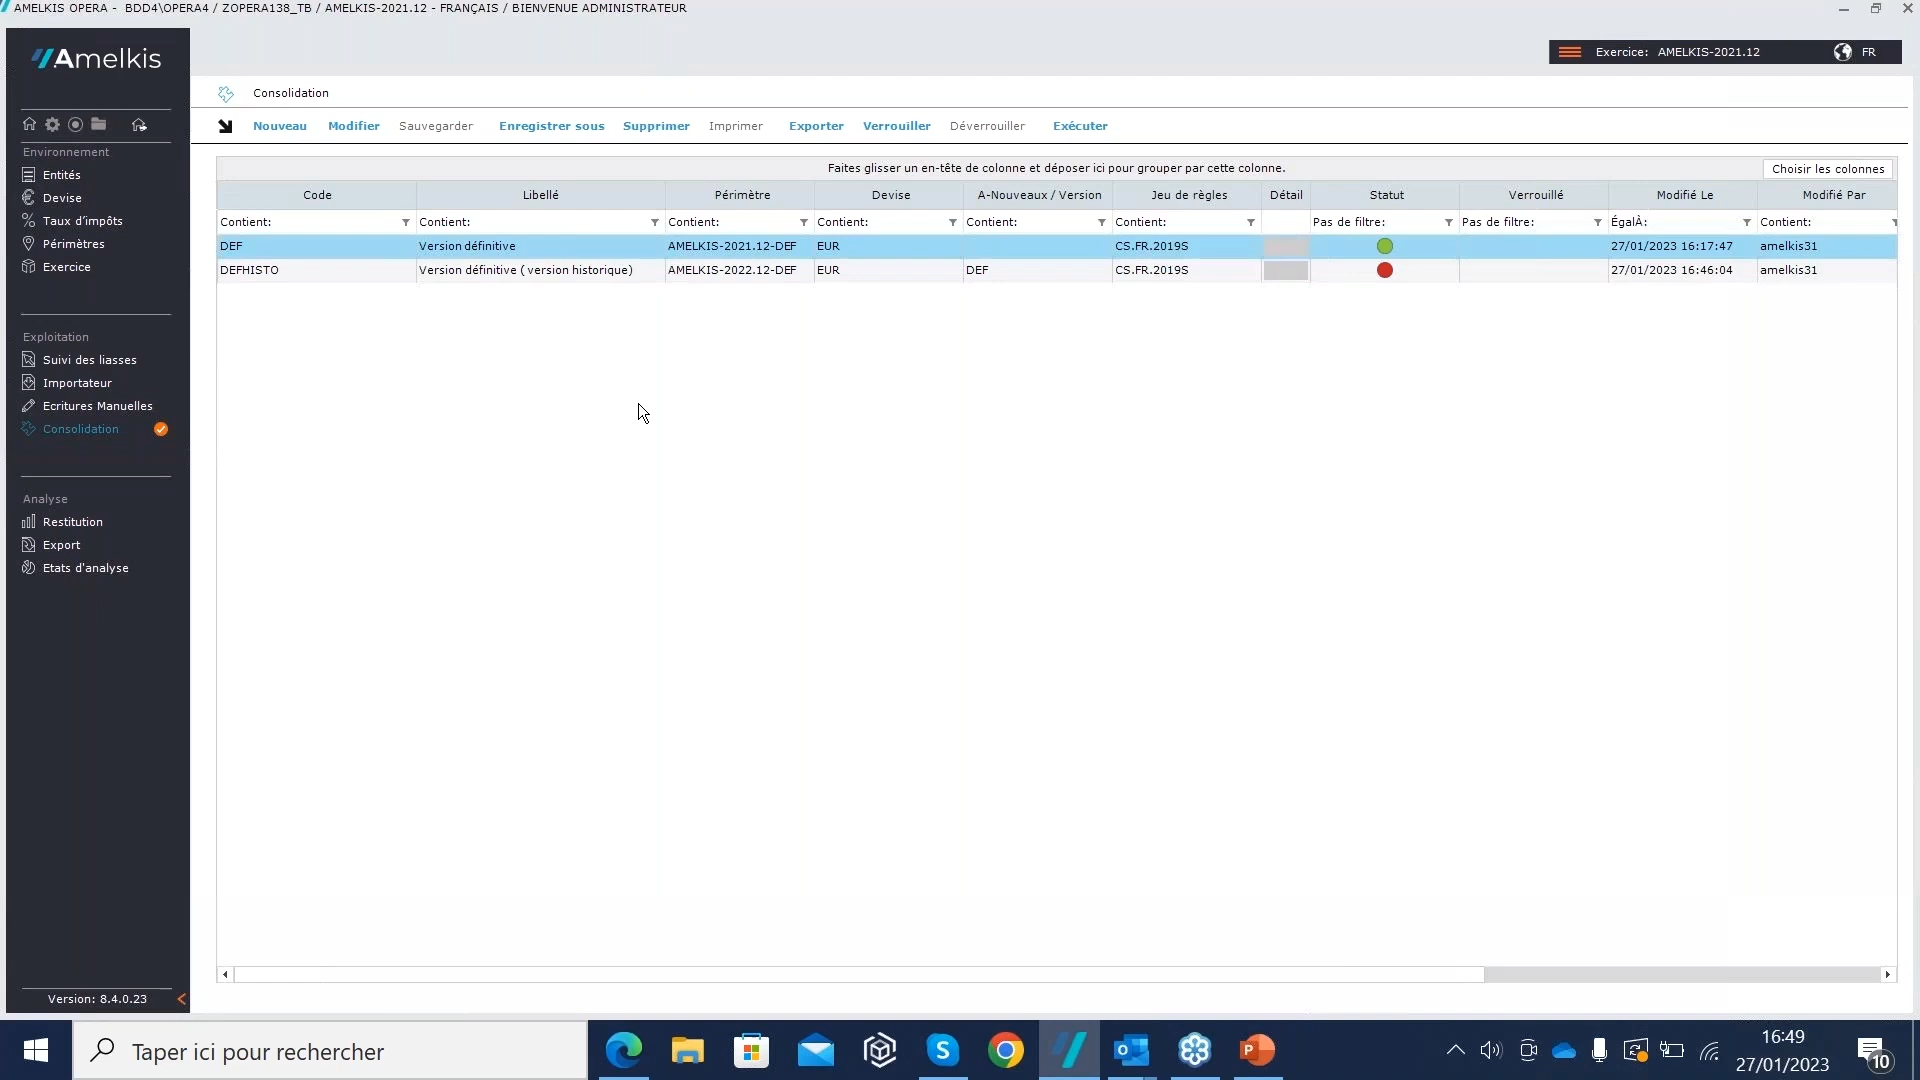 AMELKIS OPERA - BDD4\OPERA4 / ZOPERA138_TB / AMELKIS-2021.12 - FRANÇAIS / BIENVENUE ADMINISTRATEUR
Amelkis
Exercice: AMELKIS-2021.12 FR
Consolidation
Nouveau Modifier Sauvegarder Enregistrer sous Supprimer Imprimer Exporter Verrouiller Déverrouiller Exécuter
Environnement
Entités
Devise
Taux d'impôts
Périmètres
Exercice
Exploitation
Suivi des liasses
Importateur
Ecritures Manuelles
Consolidation
Analyse
Restitution
Export
Etats d'analyse
Version: 8.4.0.23
Faites glisser un en-tête de colonne et déposer ici pour grouper par cette colonne. Choisir les colonnes
Code Libellé Périmètre Devise A-Nouveaux / Version Jeu de règles Détail Statut Verrouillé Modifié Le Modifié Par
Contient: Contient: Contient: Contient: Contient: Contient: Pas de filtre: Pas de filtre: ÉgalÀ: Contient:
DEF Version définitive AMELKIS-2021.12-DEF EUR CS.FR.2019S 27/01/2023 16:17:47 amelkis31
DEFHISTO Version définitive ( version historique) AMELKIS-2022.12-DEF EUR DEF CS.FR.2019S 27/01/2023 16:46:04 amelkis31
Taper ici pour rechercher
16:49
27/01/2023
10